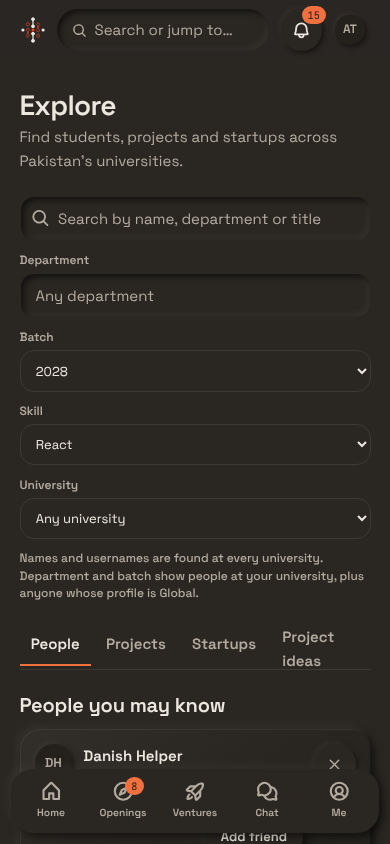 Search or jump to...
15
AT
Explore
Find students, projects and startups across
Pakistan's universities.
Search by name, department or title
Department
Any department
Batch
2028
Skill
React
University
Any university
Names and usernames are found at every university.
Department and batch show people at your university, plus
anyone whose profile is Global.
People
Projects
Startups
Project
ideas
People you may know
DH
Danish Helper
8
Home
Openings
Ventures
Chat
Me
Add friend